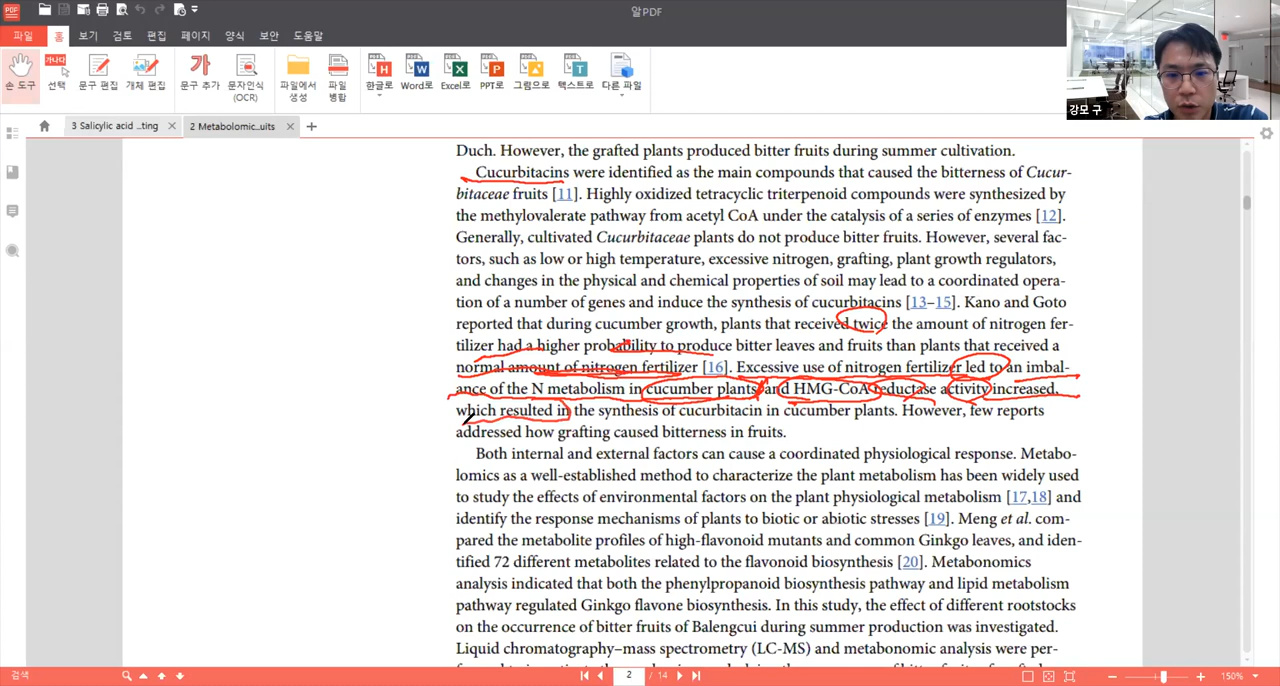 알PDF
파일 홈 보기 검토 편집 페이지 양식 보안 도움말
손 도구
가나다
선택
문구 편집
개체 편집
가
문구 추가
문자인식
(OCR)
파일에서
생성
파일
병합
한글로
Word로
Excel로
PPT로
그림으로
텍스트로
다른 파일
강모 구
3 Salicylic acid ...ting
2 Metabolomic...uits
Duch. However, the grafted plants produced bitter fruits during summer cultivation.
Cucurbitacins were identified as the main compounds that caused the bitterness of Cucur-
bitaceae fruits [11]. Highly oxidized tetracyclic triterpenoid compounds were synthesized by
the methylovalerate pathway from acetyl CoA under the catalysis of a series of enzymes [12].
Generally, cultivated Cucurbitaceae plants do not produce bitter fruits. However, several fac-
tors, such as low or high temperature, excessive nitrogen, grafting, plant growth regulators,
and changes in the physical and chemical properties of soil may lead to a coordinated opera-
tion of a number of genes and induce the synthesis of cucurbitacins [13–15]. Kano and Goto
reported that during cucumber growth, plants that received twice the amount of nitrogen fer-
tilizer had a higher probability to produce bitter leaves and fruits than plants that received a
normal amount of nitrogen fertilizer [16]. Excessive use of nitrogen fertilizer led to an imbal-
ance of the N metabolism in cucumber plants, and HMG-CoA reductase activity increased,
which resulted in the synthesis of cucurbitacin in cucumber plants. However, few reports
addressed how grafting caused bitterness in fruits.
Both internal and external factors can cause a coordinated physiological response. Metabo-
lomics as a well-established method to characterize the plant metabolism has been widely used
to study the effects of environmental factors on the plant physiological metabolism [17,18] and
identify the response mechanisms of plants to biotic or abiotic stresses [19]. Meng et al. com-
pared the metabolite profiles of high-flavonoid mutants and common Ginkgo leaves, and iden-
tified 72 different metabolites related to the flavonoid biosynthesis [20]. Metabonomics
analysis indicated that both the phenylpropanoid biosynthesis pathway and lipid metabolism
pathway regulated Ginkgo flavone biosynthesis. In this study, the effect of different rootstocks
on the occurrence of bitter fruits of Balengcui during summer production was investigated.
Liquid chromatography–mass spectrometry (LC-MS) and metabonomic analysis were per-
검색
2 / 14
150%